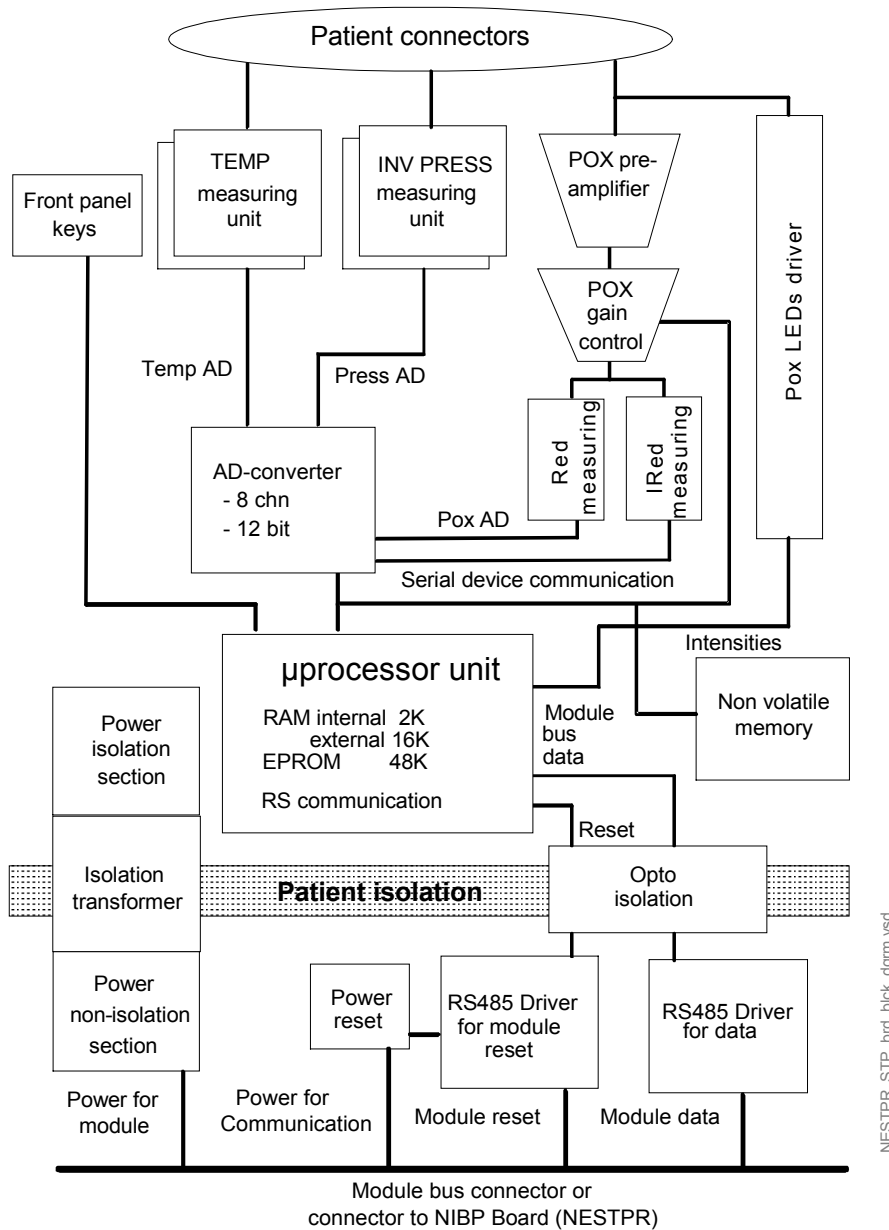 Patient connectors
TEMP
measuring
unit
INV PRESS
measuring
unit
POX pre-
amplifier
Front panel
keys
POX
gain
control
Pox LEDs driver
Temp AD
Press AD
Red
measuring
IRed
measuring
AD-converter
- 8 chn
- 12 bit
Pox AD
Serial device communication
Intensities
µprocessor unit
RAM internal 2K
external 16K
EPROM 48K
RS communication
Module
bus
data
Non volatile
memory
Power
isolation
section
Reset
Isolation
transformer
Patient isolation
Opto
isolation
Power
non-isolation
section
Power
reset
RS485 Driver
for module
reset
RS485 Driver
for data
Power for
module
Power for
Communication
Module reset
Module data
Module bus connector or
connector to NIBP Board (NESTPR)
NESTPR_STP_brd_blck_dgrm.vsd